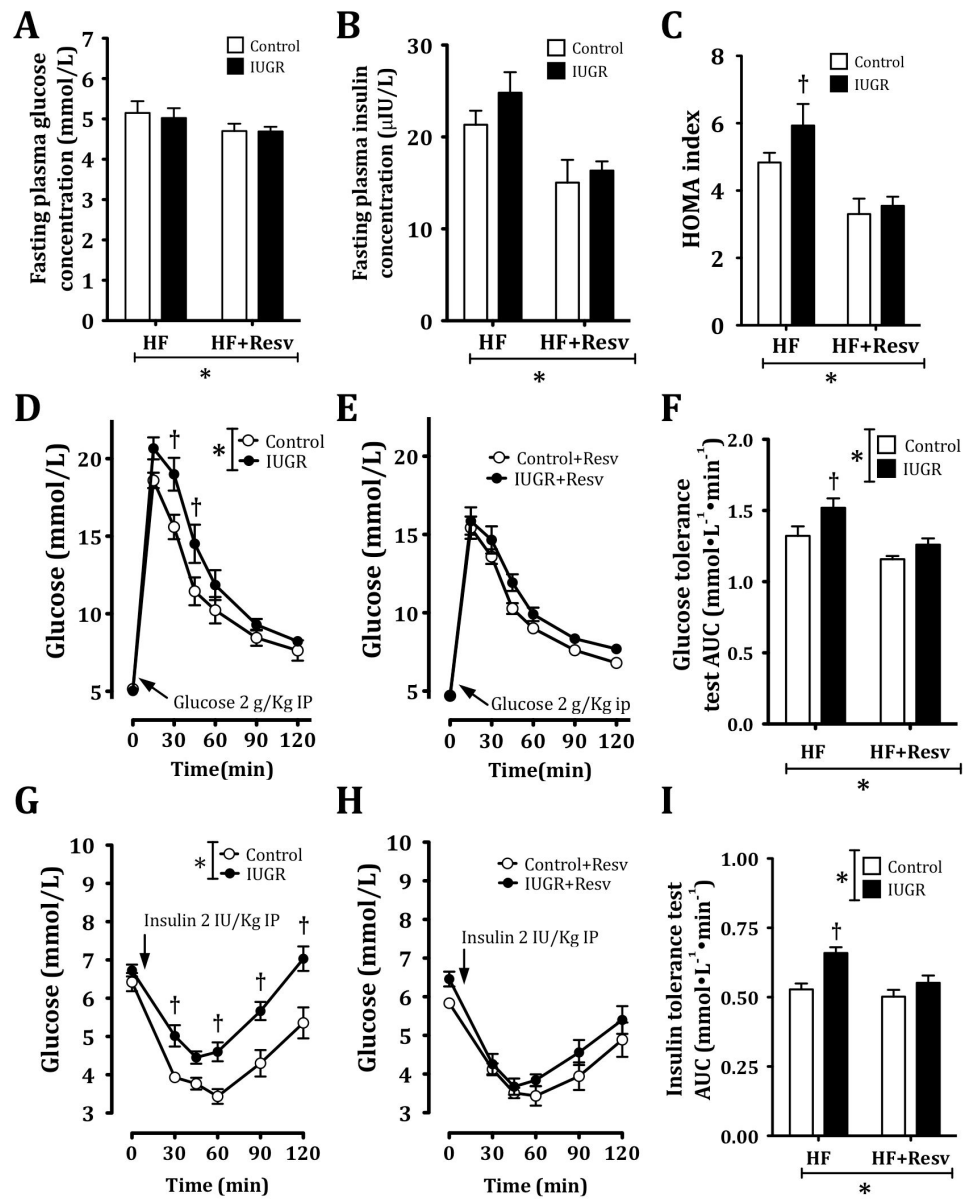 A
Fasting plasma glucose
concentration (mmol/L)
7
6
5
4
3
2
1
0
Control
IUGR
HF
HF+Resv
*
B
Fasting plasma insulin
concentration (μIU/L)
30
20
10
0
Control
IUGR
HF
HF+Resv
*
C
HOMA index
8
6
4
2
0
Control
IUGR
†
HF
HF+Resv
*
D
Glucose (mmol/L)
20
15
10
5
†
†
*
Control
IUGR
Glucose 2 g/Kg IP
0
30
60
90
120
Time(min)
E
Glucose (mmol/L)
20
15
10
5
Control+Resv
IUGR+Resv
Glucose 2 g/Kg ip
0
30
60
90
120
Time(min)
F
Glucose tolerance
test AUC (mmol•L⁻¹•min⁻¹)
2.0
1.5
1.0
0.5
0.0
*
Control
IUGR
†
HF
HF+Resv
*
G
Glucose (mmol/L)
10
9
8
7
6
5
4
3
*
Control
IUGR
Insulin 2 IU/Kg IP
†
†
†
†
0
30
60
90
120
Time (min)
H
Glucose (mmol/L)
10
9
8
7
6
5
4
3
Control+Resv
IUGR+Resv
Insulin 2 IU/Kg IP
0
30
60
90
120
Time (min)
I
Insulin tolerance test
AUC (mmol•L⁻¹•min⁻¹)
1.00
0.75
0.50
0.25
0.00
*
Control
IUGR
†
HF
HF+Resv
*